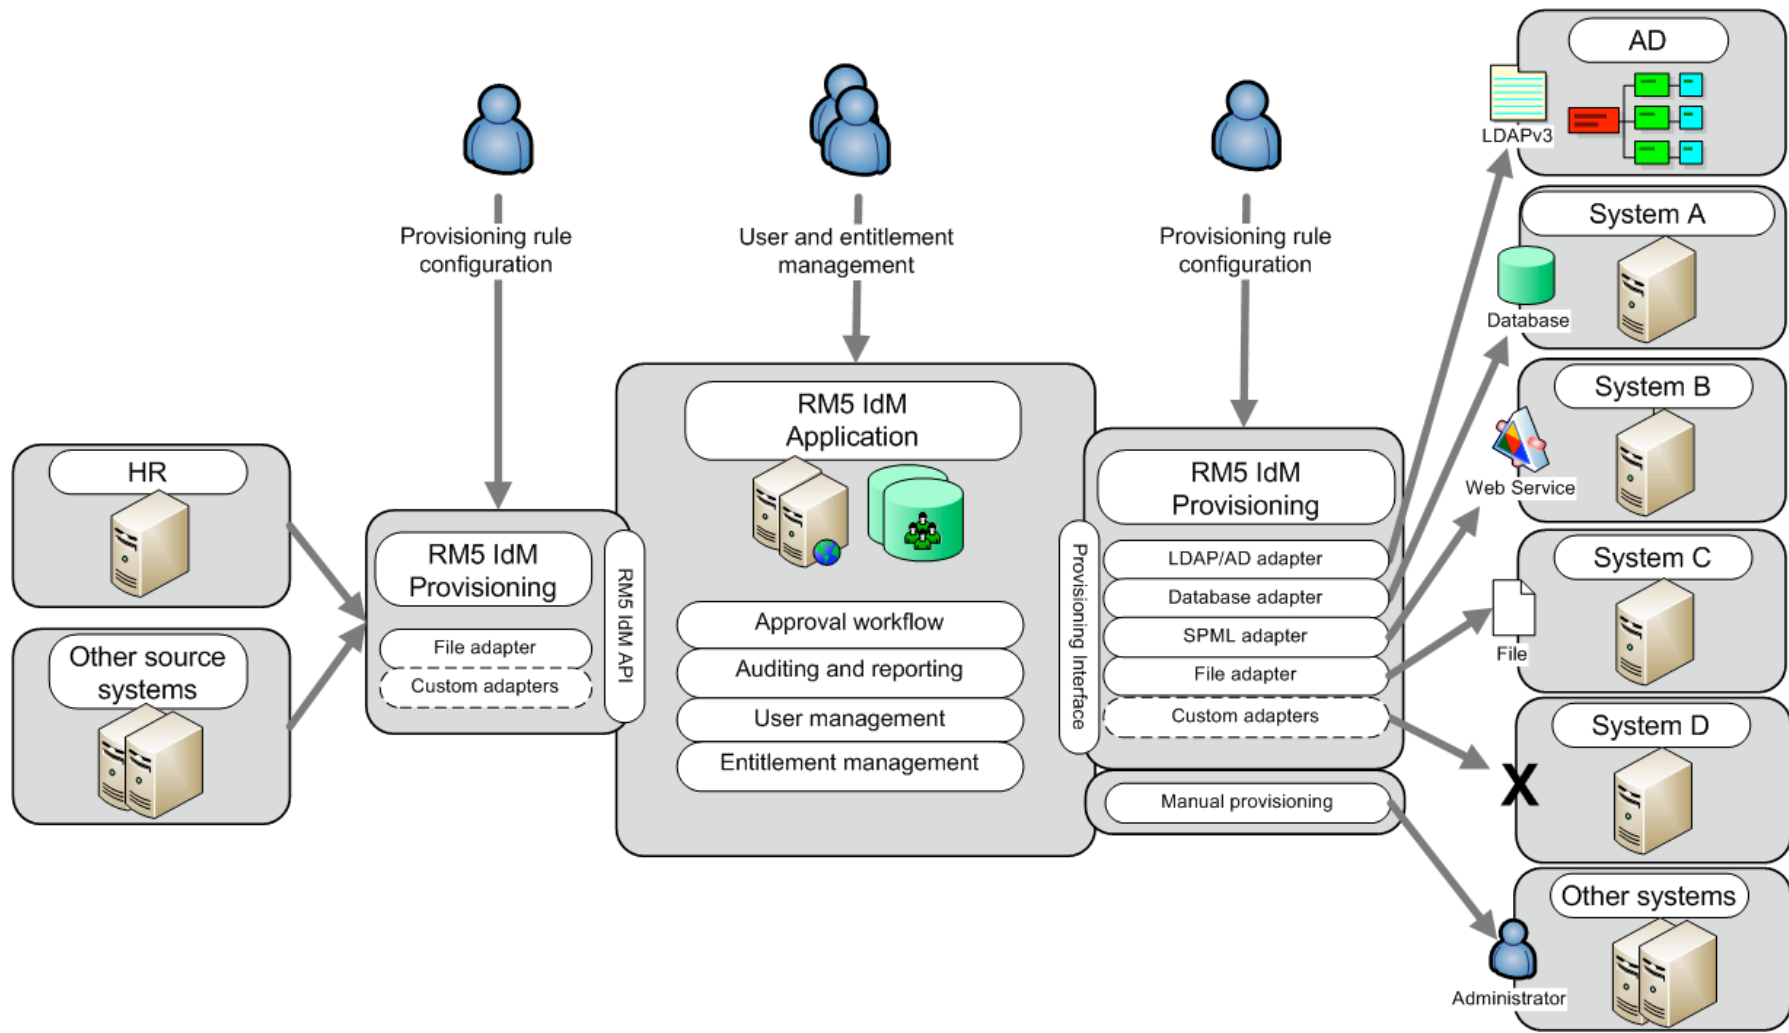 AD
LDAPv3
System A
Database
System B
Web Service
System C
File
System D
X
Other systems
Administrator
Provisioning rule
configuration
User and entitlement
management
Provisioning rule
configuration
HR
Other source
systems
RM5 IdM
Provisioning
File adapter
Custom adapters
RM5 IdM API
RM5 IdM
Application
Approval workflow
Auditing and reporting
User management
Entitlement management
Provisioning Interface
RM5 IdM
Provisioning
LDAP/AD adapter
Database adapter
SPML adapter
File adapter
Custom adapters
Manual provisioning